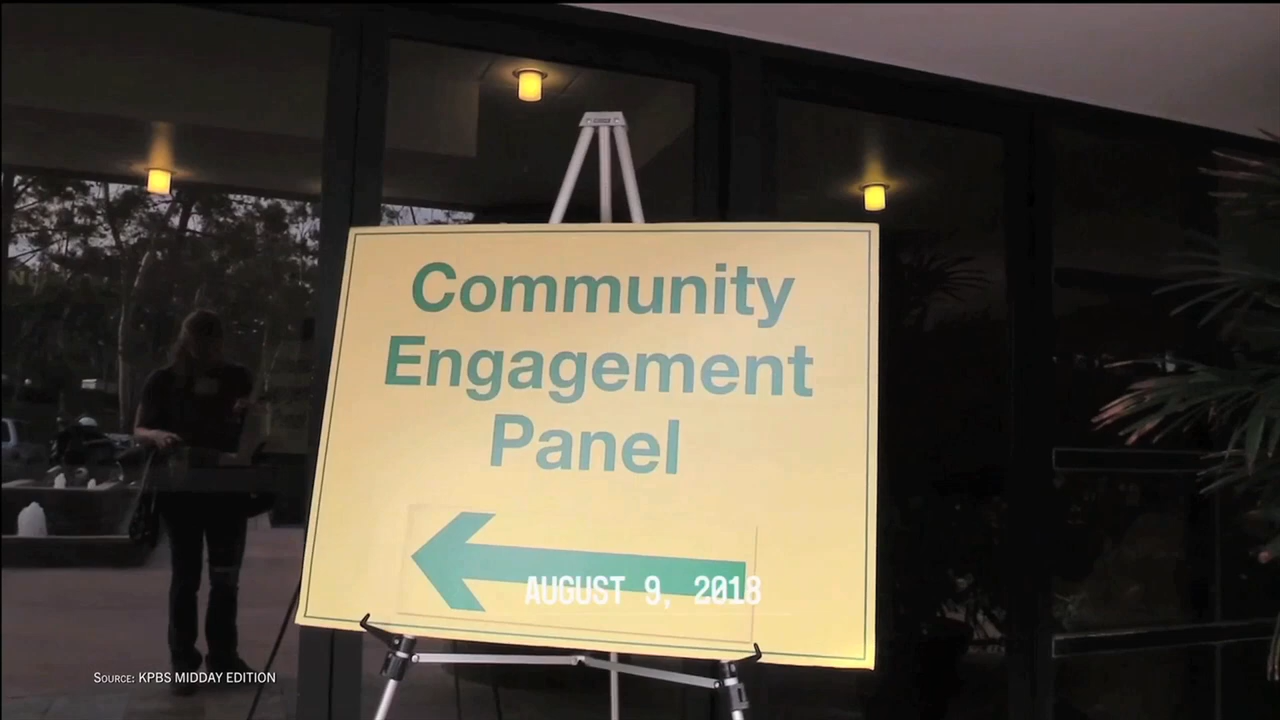 Community
Engagement
Panel
AUGUST 9, 2018
SOURCE: KPBS MIDDAY EDITION